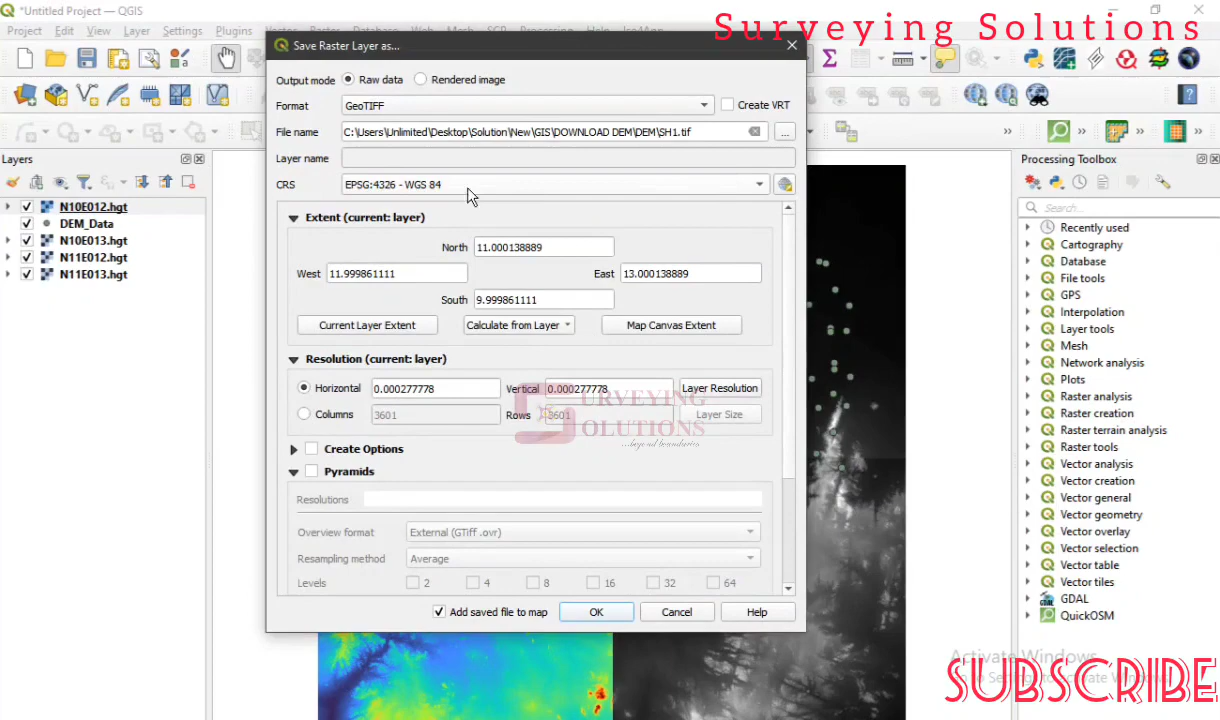 *Untitled Project — QGIS
Surveying Solutions
Project Edit View Layer Settings Plugins
Save Raster Layer as...
Output mode Raw data Rendered image
Format GeoTIFF Create VRT
File name C:\Users\Unlimited\Desktop\Solution\New\GIS\DOWNLOAD DEM\DEM\SH1.tif ...
Layer name
CRS EPSG:4326 - WGS 84
Extent (current: layer)
North 11.000138889
West 11.999861111 East 13.000138889
South 9.999861111
Current Layer Extent Calculate from Layer Map Canvas Extent
Resolution (current: layer)
Horizontal 0.000277778 Vertical 0.000277778 Layer Resolution
Columns 3601 Rows 3601 Layer Size
SURVEYING
SOLUTIONS
...beyond boundaries
Create Options
Pyramids
Resolutions
Overview format External (GTiff .ovr)
Resampling method Average
Levels 2 4 8 16 32 64
Add saved file to map OK Cancel Help
Layers
N10E012.hgt
DEM_Data
N10E013.hgt
N11E012.hgt
N11E013.hgt
Processing Toolbox
Search...
Recently used
Cartography
Database
File tools
GPS
Interpolation
Layer tools
Mesh
Network analysis
Plots
Raster analysis
Raster creation
Raster terrain analysis
Raster tools
Vector analysis
Vector creation
Vector general
Vector geometry
Vector overlay
Vector selection
Vector table
Vector tiles
GDAL
QuickOSM
Activate Windows
SUBSCRIBE